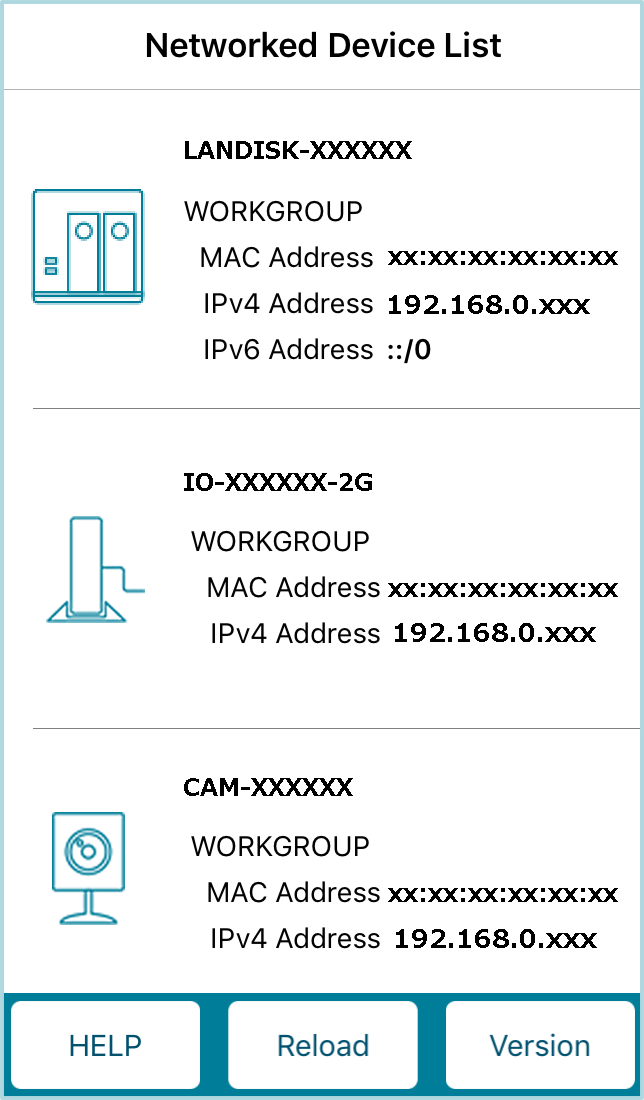 Networked Device List
LANDISK-XXXXXX
WORKGROUP
MAC Address xx:xx:xx:xx:xx:xx
IPv4 Address 192.168.0.xxx
IPv6 Address ::/0
IO-XXXXXX-2G
WORKGROUP
MAC Address xx:xx:xx:xx:xx:xx
IPv4 Address 192.168.0.xxx
CAM-XXXXXX
WORKGROUP
MAC Address xx:xx:xx:xx:xx:xx
IPv4 Address 192.168.0.xxx
HELP Reload Version